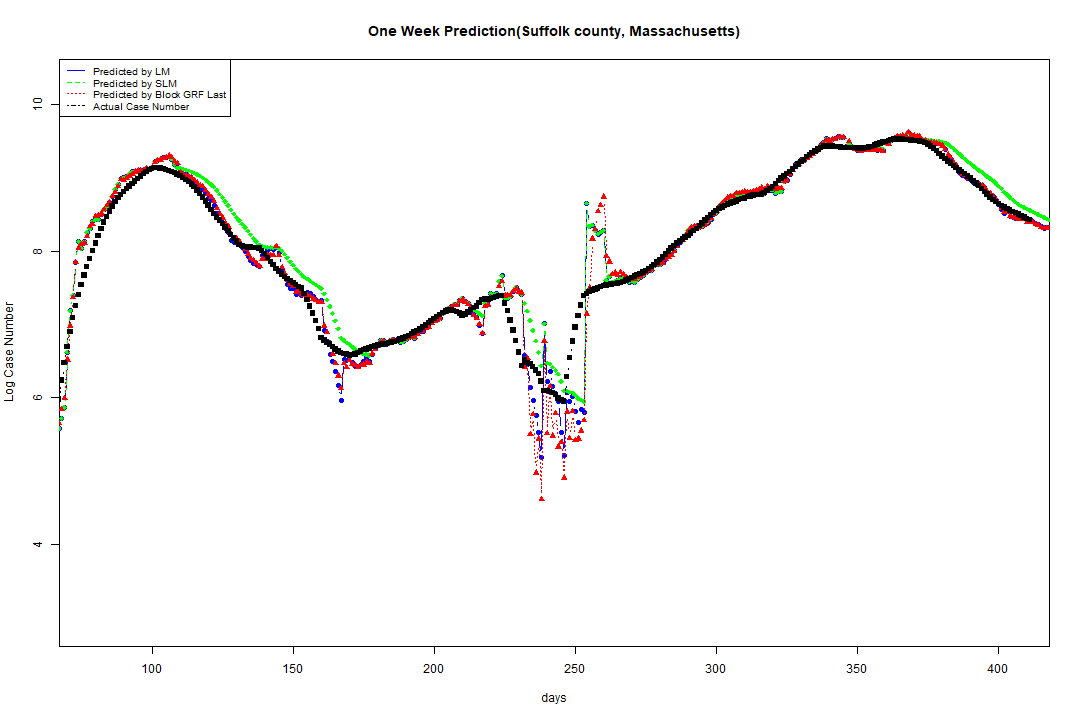 One Week Prediction(Suffolk county, Massachusetts)
Predicted by LM
Predicted by SLM
Predicted by Block GRF Last
Actual Case Number
Log Case Number
10
8
6
4
100 150 200 250 300 350 400
days